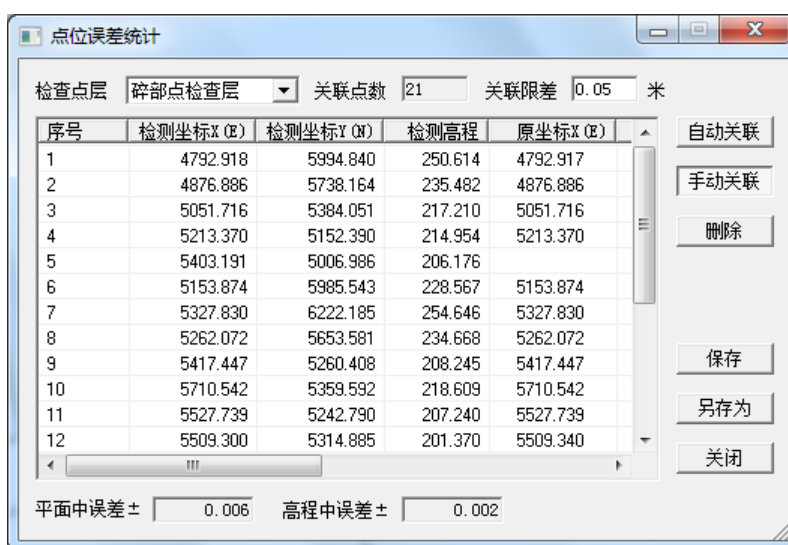 点位误差统计
检查点层 碎部点检查层 关联点数 21 关联限差 0.05 米
序号 检测坐标X(E) 检测坐标Y(N) 检测高程 原坐标X(E) 自动关联
1 4792.918 5994.840 250.614 4792.917
2 4876.886 5738.164 235.482 4876.886 手动关联
3 5051.716 5384.051 217.210 5051.716
4 5213.370 5152.390 214.954 5213.370 删除
5 5403.191 5006.986 206.176
6 5153.874 5985.543 228.567 5153.874
7 5327.830 6222.185 254.646 5327.830
8 5262.072 5653.581 234.668 5262.072
9 5417.447 5260.408 208.245 5417.447 保存
10 5710.542 5359.592 218.609 5710.542
11 5527.739 5242.790 207.240 5527.739 另存为
12 5509.300 5314.885 201.370 5509.340
关闭
平面中误差± 0.006 高程中误差± 0.002